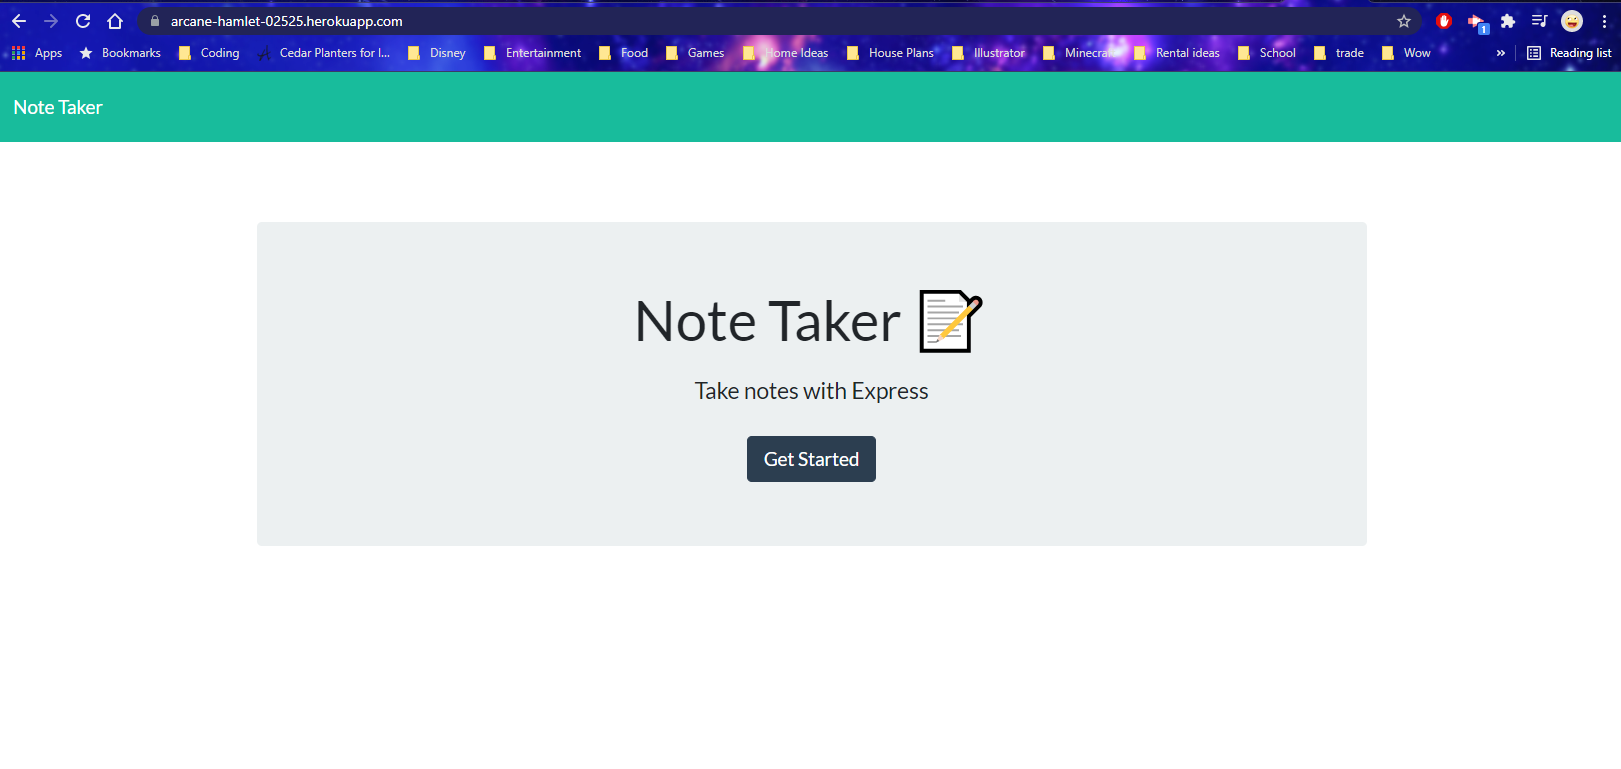 arcane-hamlet-02525.herokuapp.com
Apps Bookmarks Coding Cedar Planters for l... Disney Entertainment Food Games Home Ideas House Plans Illustrator Minecraft Rental ideas School trade Wow » Reading list
1
Note Taker
Note Taker
Take notes with Express
Get Started